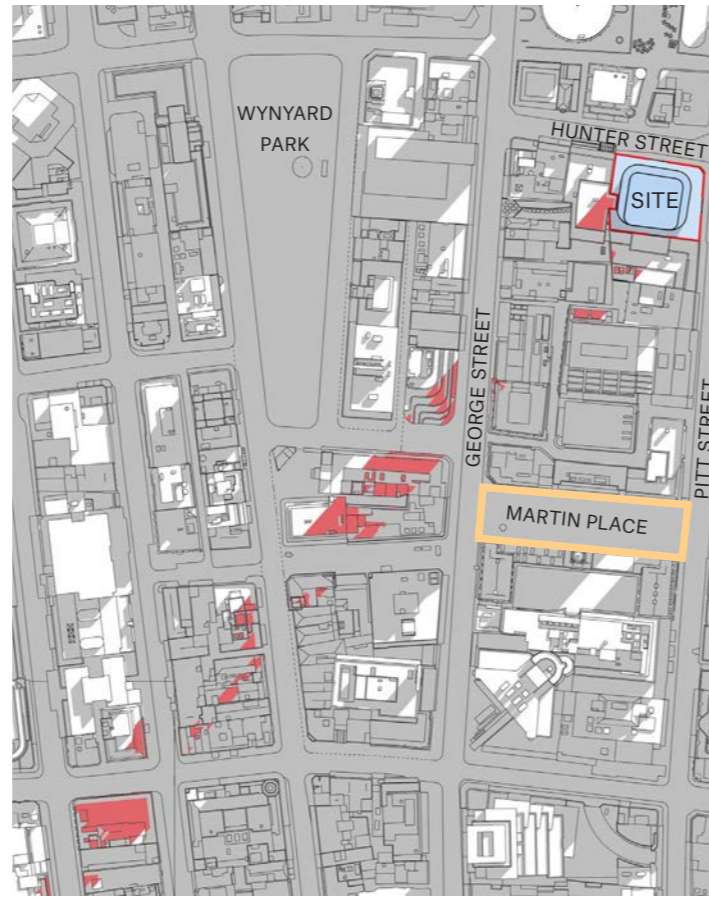 WYNYARD
PARK
HUNTER STREET
SITE
GEORGE STREET
PITT STREET
MARTIN PLACE